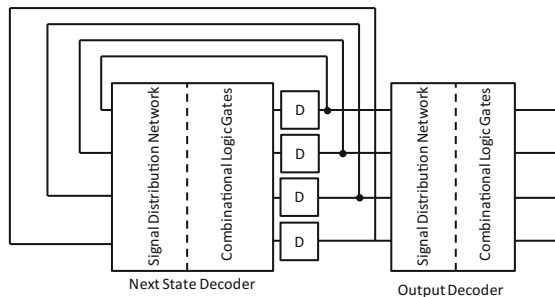 Signal Distribution Network
Combinational Logic Gates
D
D
D
D
Signal Distribution Network
Combinational Logic Gates
Next State Decoder
Output Decoder